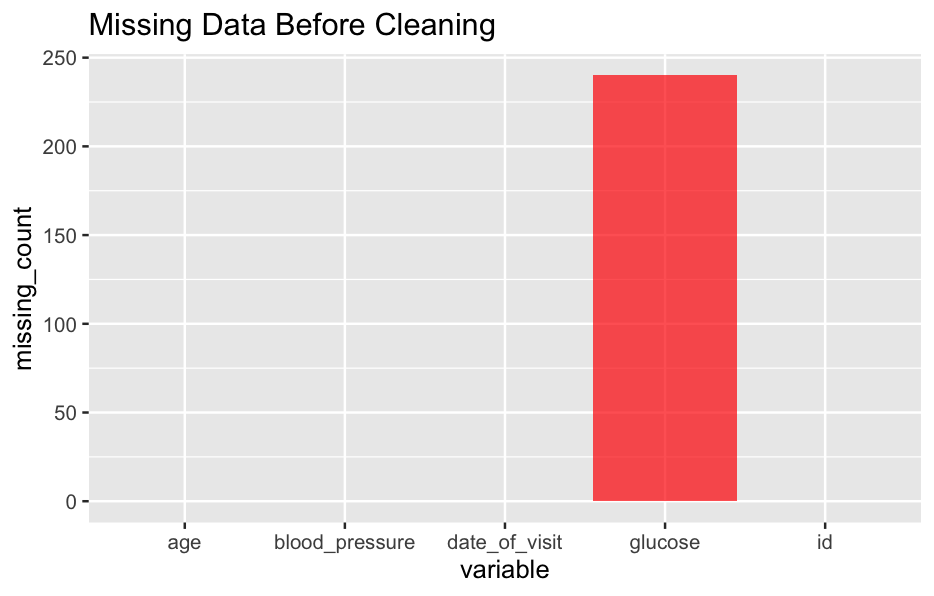 Missing Data Before Cleaning
250
200
150
100
50
0
missing_count
age blood_pressure date_of_visit glucose id
variable